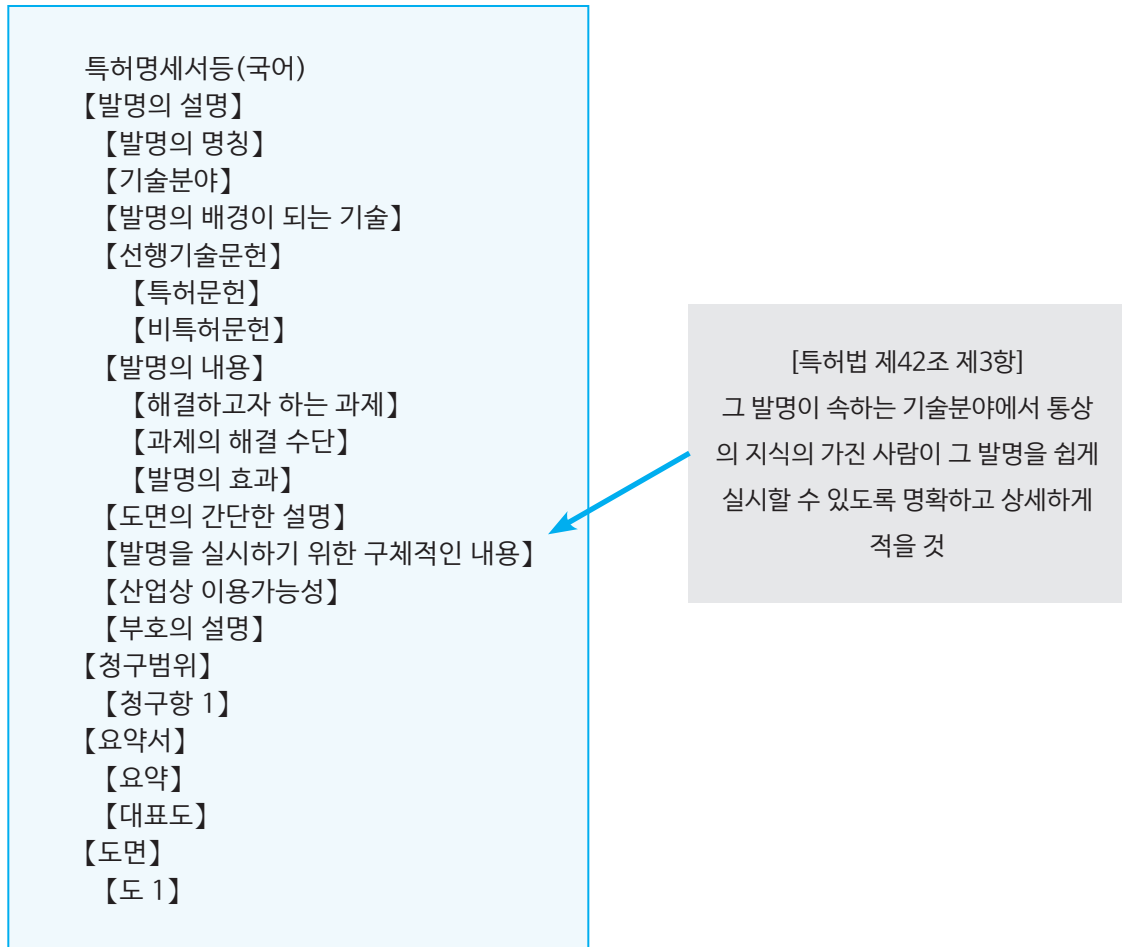 특허명세서등(국어)
【발명의 설명】
【발명의 명칭】
【기술분야】
【발명의 배경이 되는 기술】
【선행기술문헌】
【특허문헌】
【비특허문헌】
【발명의 내용】
【해결하고자 하는 과제】
【과제의 해결 수단】
【발명의 효과】
【도면의 간단한 설명】
【발명을 실시하기 위한 구체적인 내용】
【산업상 이용가능성】
【부호의 설명】
【청구범위】
【청구항 1】
【요약서】
【요약】
【대표도】
【도면】
【도 1】
[특허법 제42조 제3항]
그 발명이 속하는 기술분야에서 통상
의 지식의 가진 사람이 그 발명을 쉽게
실시할 수 있도록 명확하고 상세하게
적을 것